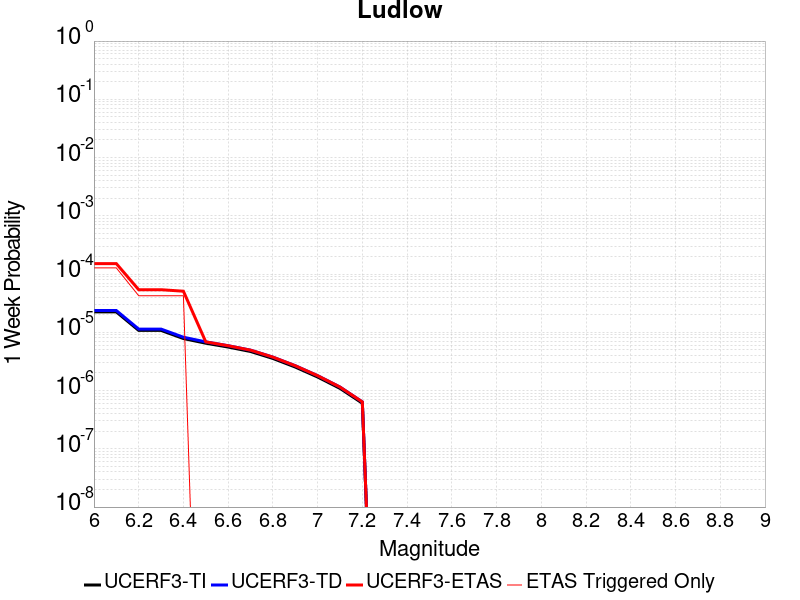 Ludlow
10^0
10^-1
10^-2
10^-3
10^-4
10^-5
10^-6
10^-7
10^-8
1 Week Probability
6 6.2 6.4 6.6 6.8 7 7.2 7.4 7.6 7.8 8 8.2 8.4 8.6 8.8 9
Magnitude
UCERF3-TI UCERF3-TD UCERF3-ETAS ETAS Triggered Only